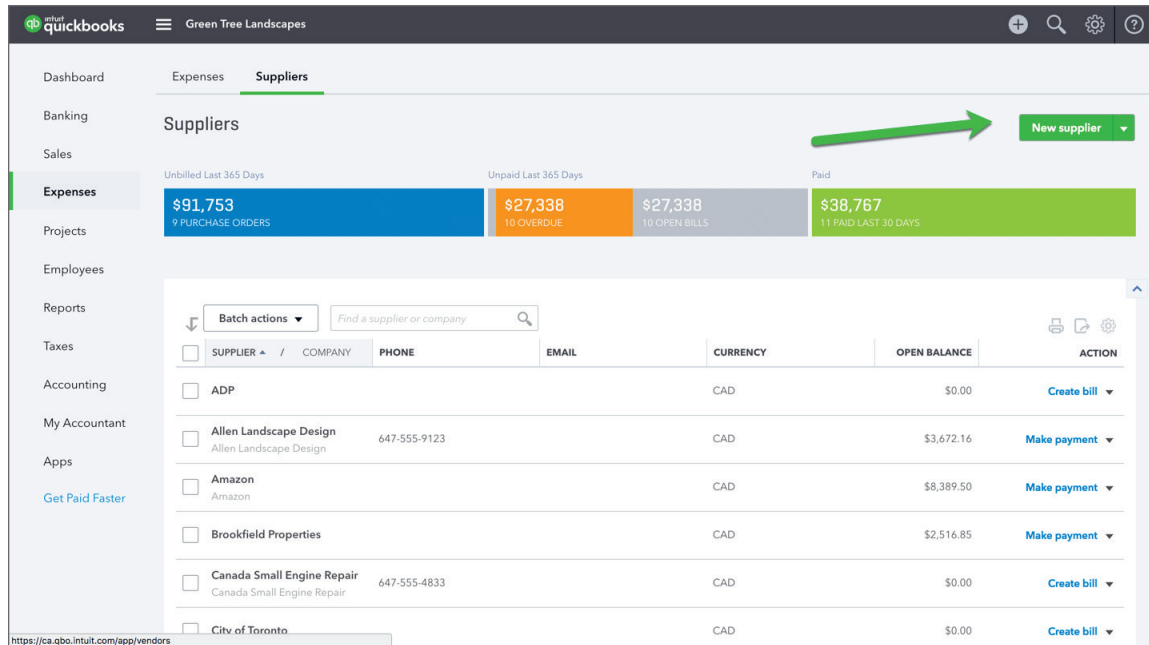 qb intuit quickbooks
Green Tree Landscapes
Dashboard
Banking
Sales
Expenses
Projects
Employees
Reports
Taxes
Accounting
My Accountant
Apps
Get Paid Faster
Expenses Suppliers
Suppliers
New supplier
Unbilled Last 365 Days Unpaid Last 365 Days Paid
$91,753 $27,338 $27,338 $38,767
9 PURCHASE ORDERS 10 OVERDUE 10 OPEN BILLS 11 PAID LAST 30 DAYS
Batch actions Find a supplier or company
SUPPLIER / COMPANY PHONE EMAIL CURRENCY OPEN BALANCE ACTION
ADP CAD $0.00 Create bill
Allen Landscape Design 647-555-9123 CAD $3,672.16 Make payment
Allen Landscape Design
Amazon CAD $8,389.50 Make payment
Amazon
Brookfield Properties CAD $2,516.85 Make payment
Canada Small Engine Repair 647-555-4833 CAD $0.00 Create bill
Canada Small Engine Repair
City of Toronto CAD $0.00 Create bill
https://ca.qbo.intuit.com/app/vendors